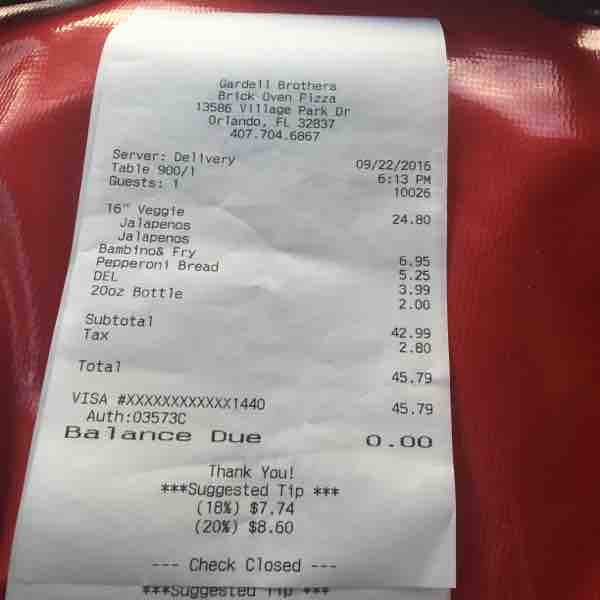 Gardell Brothers
Brick Oven Pizza
13586 Village Park Dr
Orlando, FL 32837
407.704.6867
Server: Delivery 09/22/2016
Table 900/1 6:13 PM
Guests: 1 10026
16" Veggie 24.80
Jalapenos
Jalapenos
Bambino& Fry 6.95
Pepperoni Bread 5.25
DEL 3.99
20oz Bottle 2.00
Subtotal 42.99
Tax 2.80
Total 45.79
VISA #XXXXXXXXXXXX1440 45.79
Auth:03573C
Balance Due 0.00
Thank You!
***Suggested Tip ***
(18%) $7.74
(20%) $8.60
--- Check Closed ---
***Suggested Tip ***